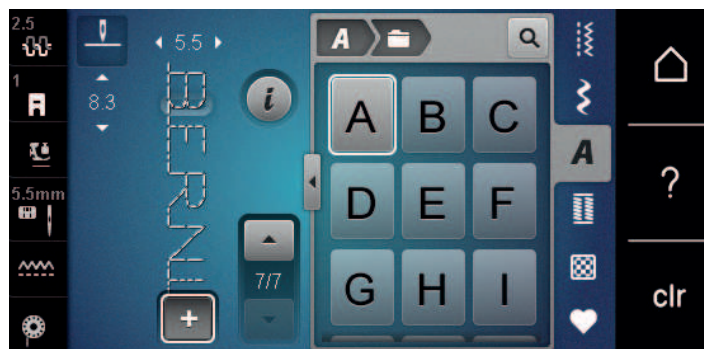 2.5
5.5
A
1
8.3
i
A B C
A
?
5.5mm
D E F
BERNI
7/7
G H I
+
clr